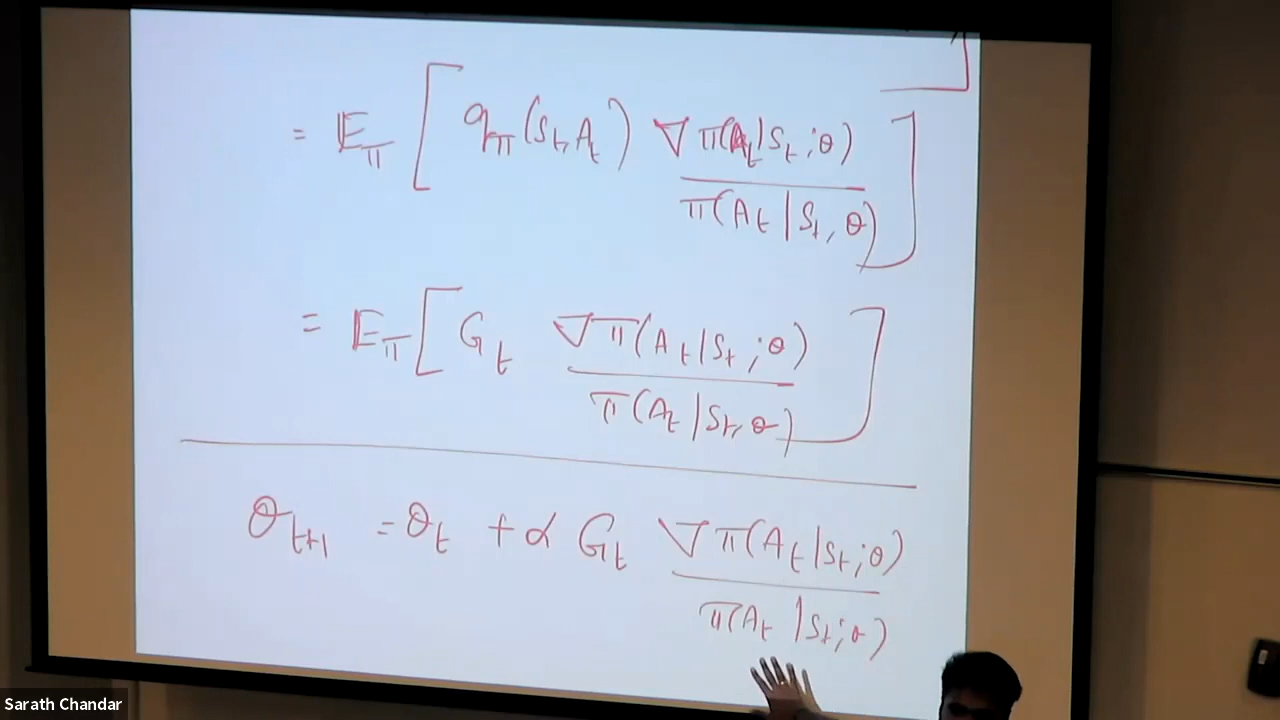 = E_π [ q_π(S_t, A_t) ∇π(A_t|S_t;θ) / π(A_t|S_t,θ) ]
= E_π [ G_t ∇π(A_t|S_t;θ) / π(A_t|S_t,θ) ]
θ_{t+1} = θ_t + α G_t ∇π(A_t|S_t;θ) / π(A_t|S_t;θ)
Sarath Chandar